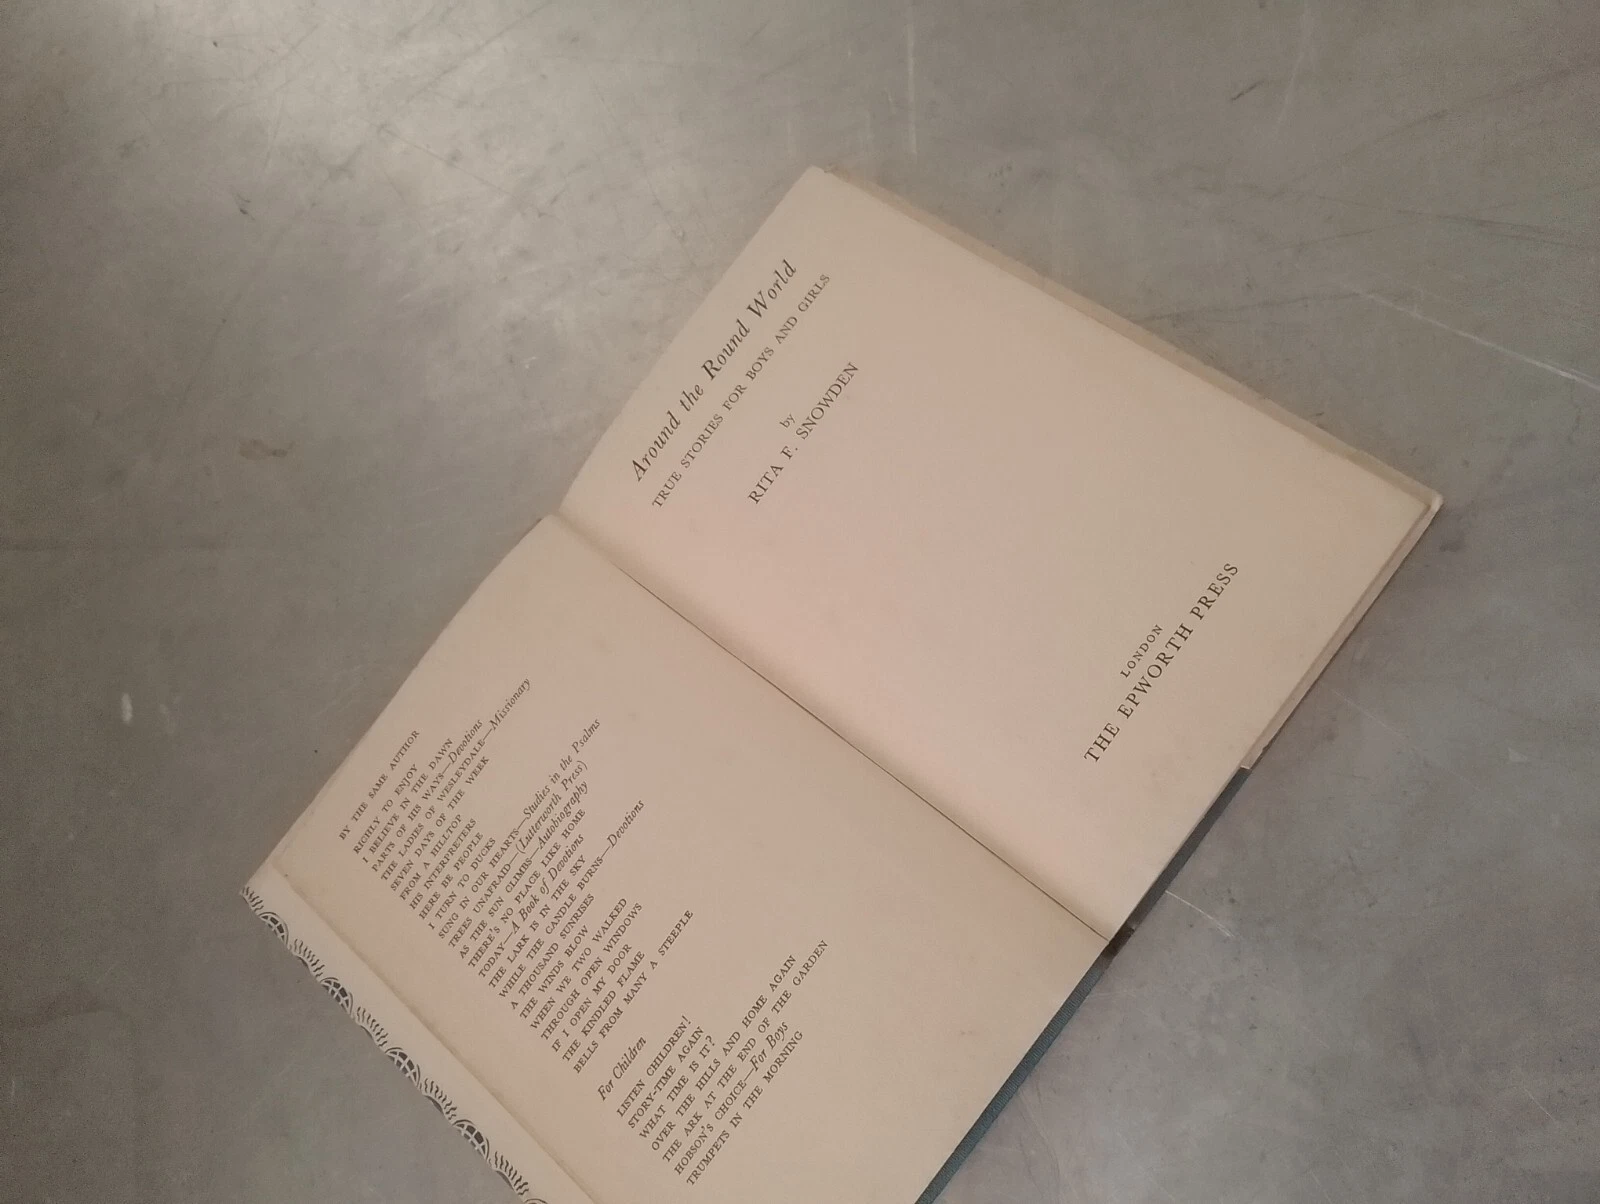 BY THE SAME AUTHOR
RICHLY TO ENJOY
I BELIEVE IN THE DAWN
PARTS OF HIS WAYS—Devotions
THE LADIES OF WESLEYDALE—Missionary
SEVEN DAYS OF THE WEEK
FROM A HILLTOP
HIS INTERPRETERS
HERE BE PEOPLE
I TURN TO DUCKS
SUNG IN OUR HEARTS—Studies in the Psalms
TREES UNAFRAID—(Lutterworth Press)
AS THE SUN CLIMBS—Autobiography
THERE'S NO PLACE LIKE HOME
TODAY—A Book of Devotions
THE LARK IS IN THE SKY
WHILE THE CANDLE BURNS—Devotions
A THOUSAND SUNRISES
THE WINDS BLOW
WHEN WE TWO WALKED
THROUGH OPEN WINDOWS
IF I OPEN MY DOOR
THE KINDLED FLAME
BELLS FROM MANY A STEEPLE
For Children
LISTEN CHILDREN!
STORY-TIME AGAIN
WHAT TIME IS IT?
OVER THE HILLS AND HOME AGAIN
THE ARK AT THE END OF THE GARDEN
HOBSON'S CHOICE—For Boys
TRUMPETS IN THE MORNING
Around the Round World
TRUE STORIES FOR BOYS AND GIRLS
by
RITA F. SNOWDEN
LONDON
THE EPWORTH PRESS